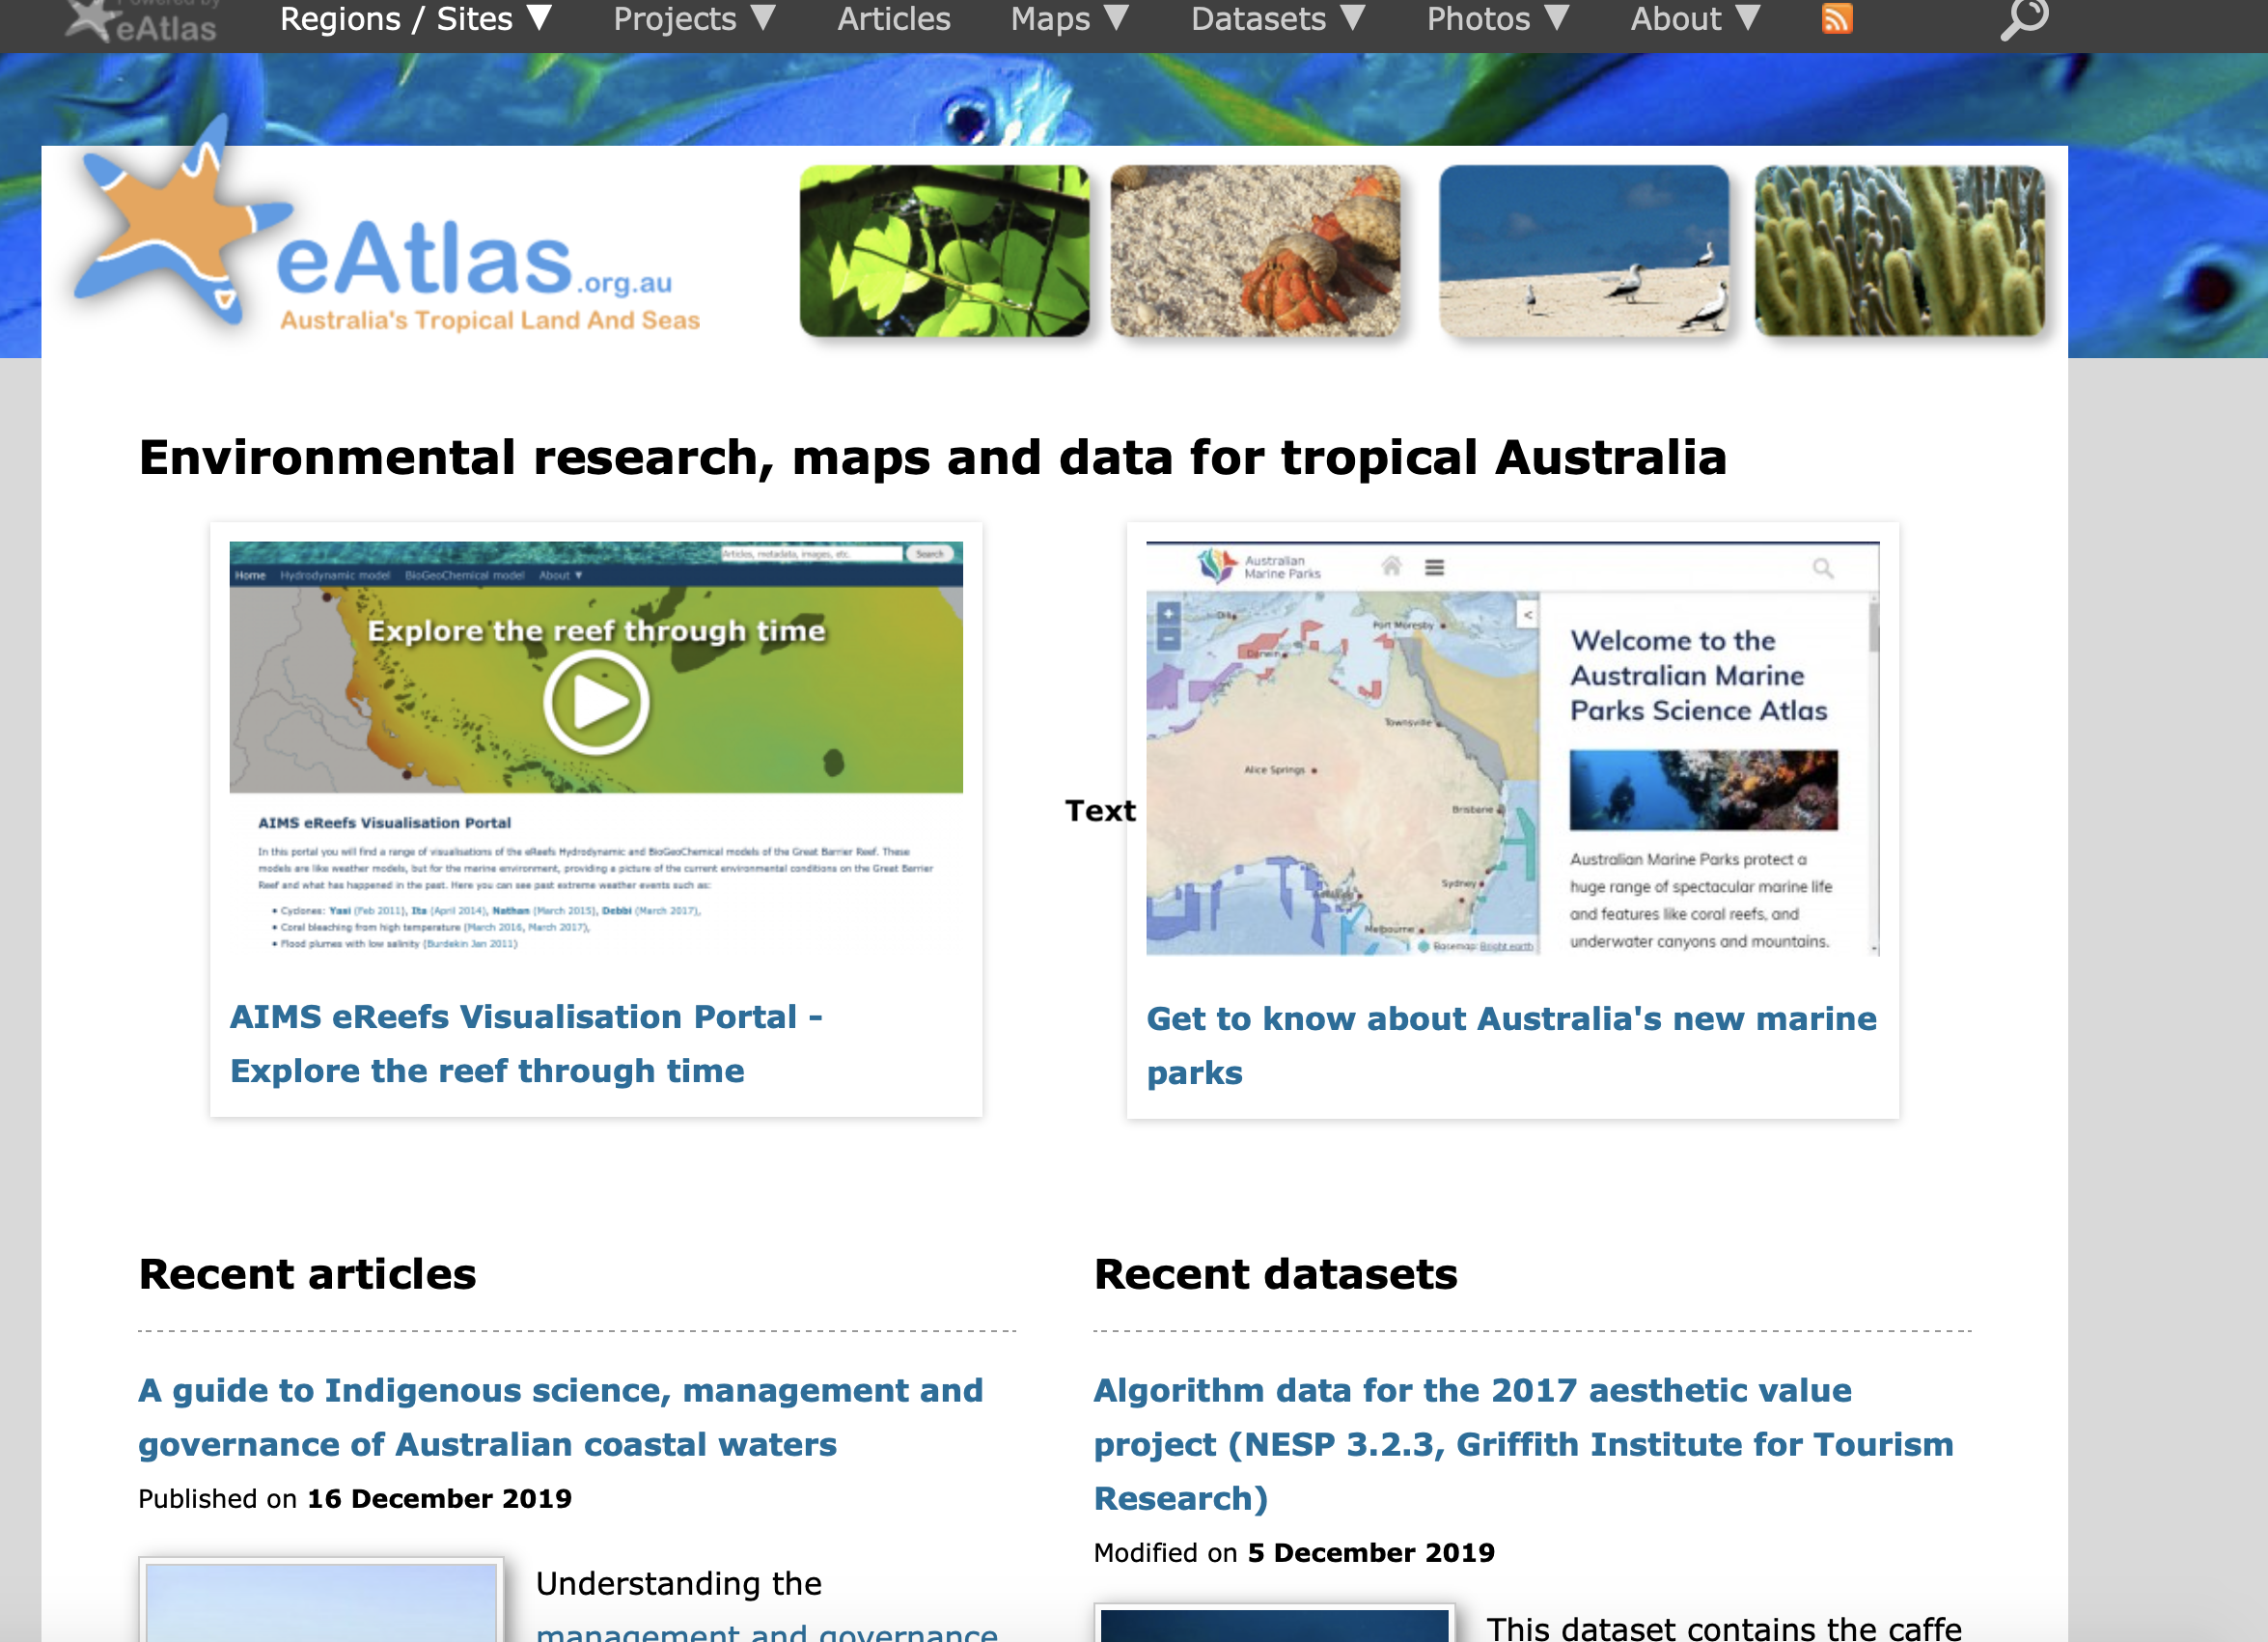 Powered by
eAtlas
Regions / Sites ▼ Projects ▼ Articles Maps ▼ Datasets ▼ Photos ▼ About ▼
eAtlas.org.au
Australia's Tropical Land And Seas
Environmental research, maps and data for tropical Australia
Articles, metadata, images, etc. Search
Home Hydrodynamic model BioGeoChemical model About ▼
Explore the reef through time
AIMS eReefs Visualisation Portal
In this portal you will find a range of visualisations of the eReefs Hydrodynamic and BioGeoChemical models of the Great Barrier Reef. These
models are like weather models, but for the marine environment, providing a picture of the current environmental conditions on the Great Barrier
Reef and what has happened in the past. Here you can see past extreme weather events such as:
• Cyclones: Yasi (Feb 2011), Ita (April 2014), Nathan (March 2015), Debbi (March 2017),
• Coral bleaching from high temperature (March 2016, March 2017),
• Flood plumes with low salinity (Burdekin Jan 2011)
AIMS eReefs Visualisation Portal -
Explore the reef through time
Text
Australian
Marine Parks
Dili
Port Moresby
Darwin
Townsville
Alice Springs
Brisbane
Sydney
Adelaide
Melbourne
Basemap: Bright earth
<
Welcome to the
Australian Marine
Parks Science Atlas
Australian Marine Parks protect a
huge range of spectacular marine life
and features like coral reefs, and
underwater canyons and mountains.
Get to know about Australia's new marine
parks
Recent articles
A guide to Indigenous science, management and
governance of Australian coastal waters
Published on 16 December 2019
Understanding the
management and governance
Recent datasets
Algorithm data for the 2017 aesthetic value
project (NESP 3.2.3, Griffith Institute for Tourism
Research)
Modified on 5 December 2019
This dataset contains the caffe